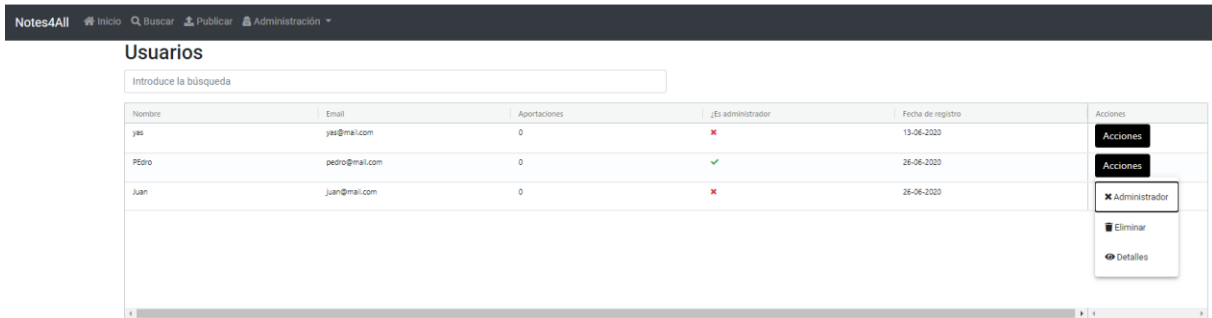 Notes4All Inicio Buscar Publicar Administración
Usuarios
Introduce la búsqueda
Nombre Email Aportaciones ¿Es administrador Fecha de registro Acciones
yas yas@mail.com 0 13-06-2020 Acciones
PEdro pedro@mail.com 0 26-06-2020 Acciones
Juan juan@mail.com 0 26-06-2020
Administrador
Eliminar
Detalles